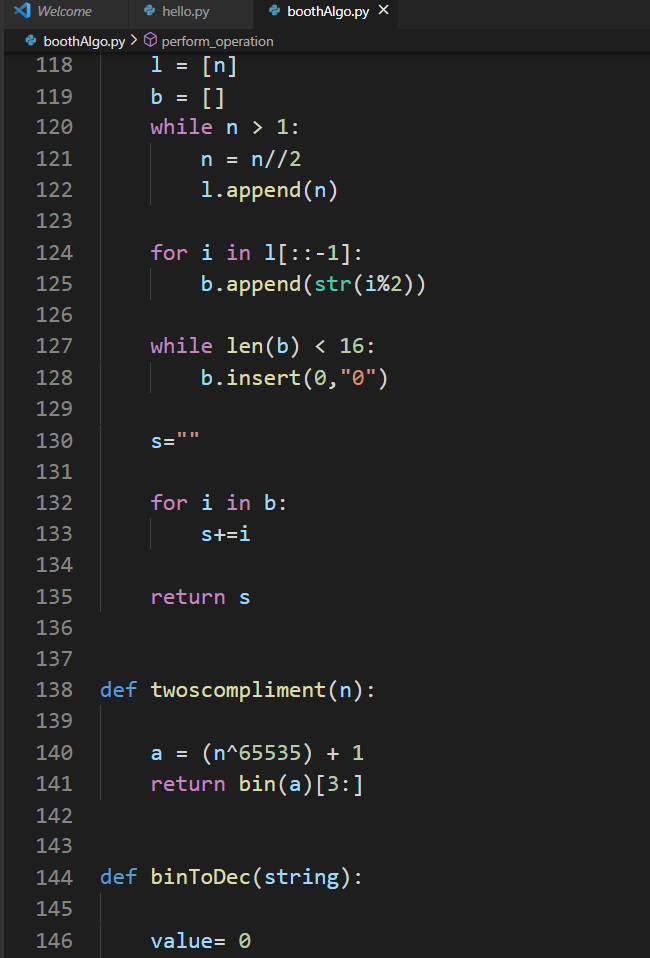 Welcome hello.py boothAlgo.py ×
boothAlgo.py > perform_operation
118 l = [n]
119 b = []
120 while n > 1:
121 n = n//2
122 l.append(n)
123
124 for i in l[::-1]:
125 b.append(str(i%2))
126
127 while len(b) < 16:
128 b.insert(0,"0")
129
130 s=""
131
132 for i in b:
133 s+=i
134
135 return s
136
137
138 def twoscompliment(n):
139
140 a = (n^65535) + 1
141 return bin(a)[3:]
142
143
144 def binToDec(string):
145
146 value= 0